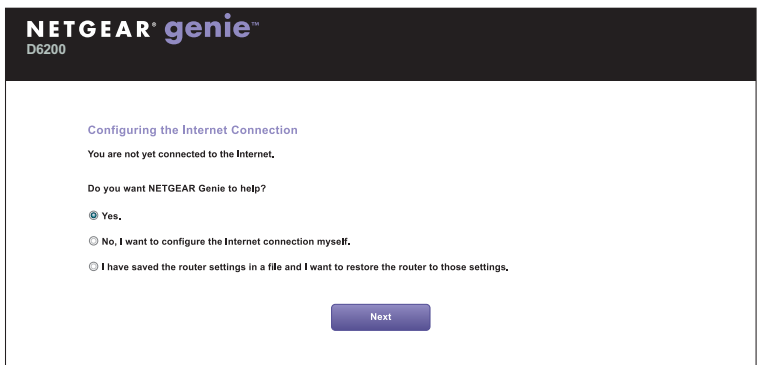 NETGEAR® genie™
D6200
Configuring the Internet Connection
You are not yet connected to the Internet.
Do you want NETGEAR Genie to help?
Yes.
No, I want to configure the Internet connection myself.
I have saved the router settings in a file and I want to restore the router to those settings.
Next